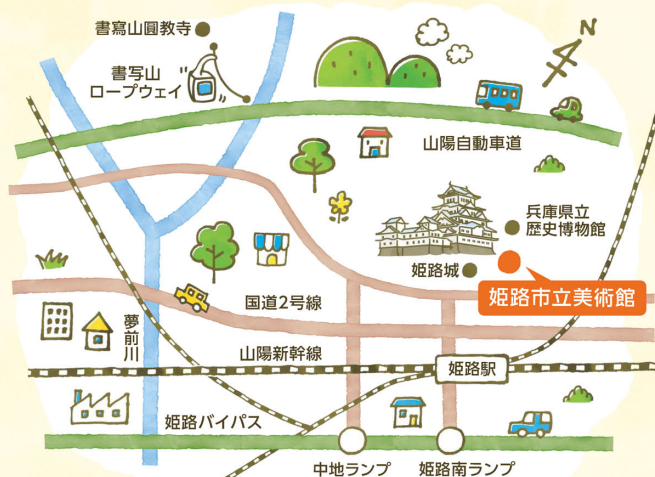 書寫山圓教寺
書写山
ロープウェイ
N
山陽自動車道
兵庫県立
歴史博物館
姫路城
姫路市立美術館
国道2号線
夢前川
山陽新幹線
姫路駅
姫路バイパス
中地ランプ
姫路南ランプ